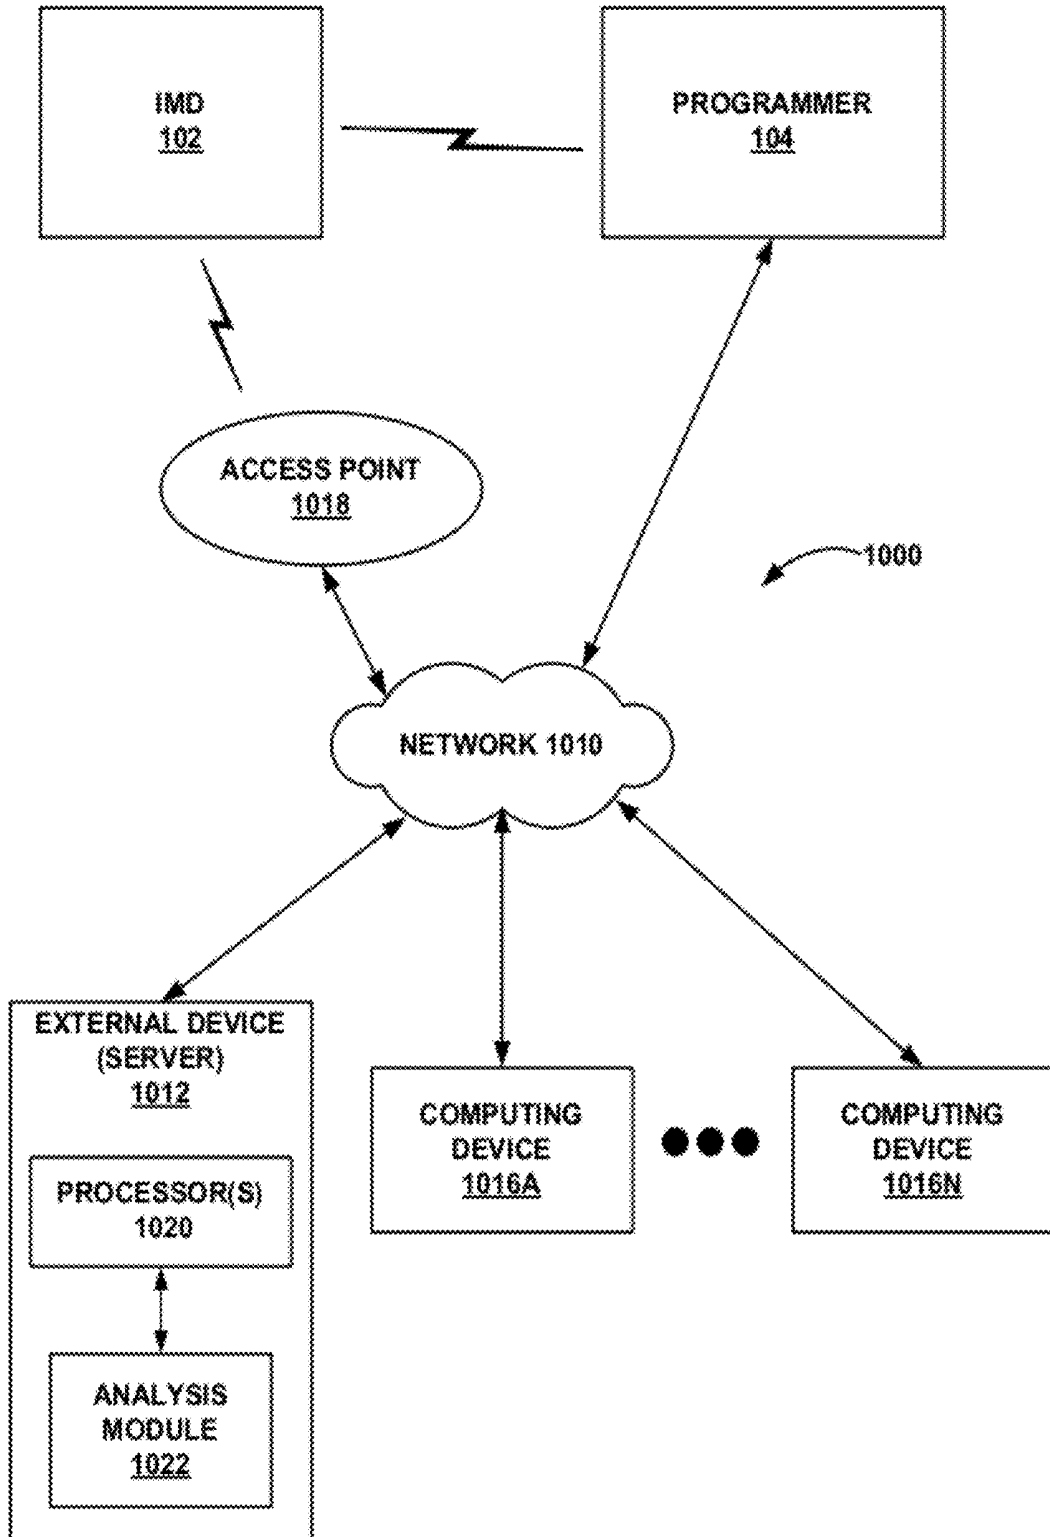 IMD
102
PROGRAMMER
104
ACCESS POINT
1018
1000
NETWORK 1010
EXTERNAL DEVICE
(SERVER)
1012
PROCESSOR(S)
1020
ANALYSIS
MODULE
1022
COMPUTING
DEVICE
1016A
COMPUTING
DEVICE
1016N